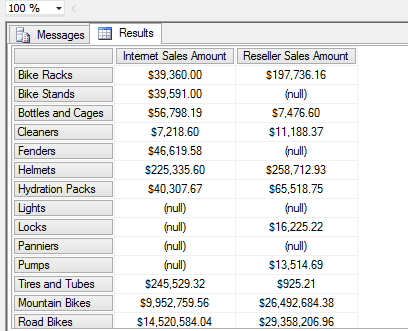 100 %
Messages Results
Internet Sales Amount Reseller Sales Amount
Bike Racks $39,360.00 $197,736.16
Bike Stands $39,591.00 (null)
Bottles and Cages $56,798.19 $7,476.60
Cleaners $7,218.60 $11,188.37
Fenders $46,619.58 (null)
Helmets $225,335.60 $258,712.93
Hydration Packs $40,307.67 $65,518.75
Lights (null) (null)
Locks (null) $16,225.22
Panniers (null) (null)
Pumps (null) $13,514.69
Tires and Tubes $245,529.32 $925.21
Mountain Bikes $9,952,759.56 $26,492,684.38
Road Bikes $14,520,584.04 $29,358,206.96